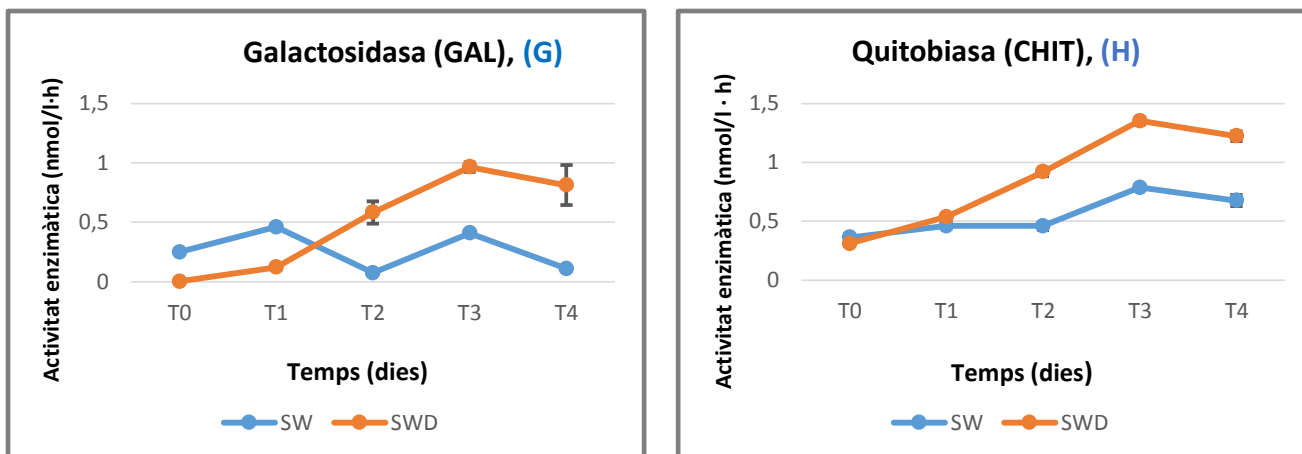 Galactosidasa (GAL), (G)
Activitat enzimàtica (nmol/l·h)
1,5
1
0,5
0
T0 T1 T2 T3 T4
Temps (dies)
SW SWD
Quitobiasa (CHIT), (H)
Activitat enzimàtica (nmol/l · h)
1,5
1
0,5
0
T0 T1 T2 T3 T4
Temps (dies)
SW SWD